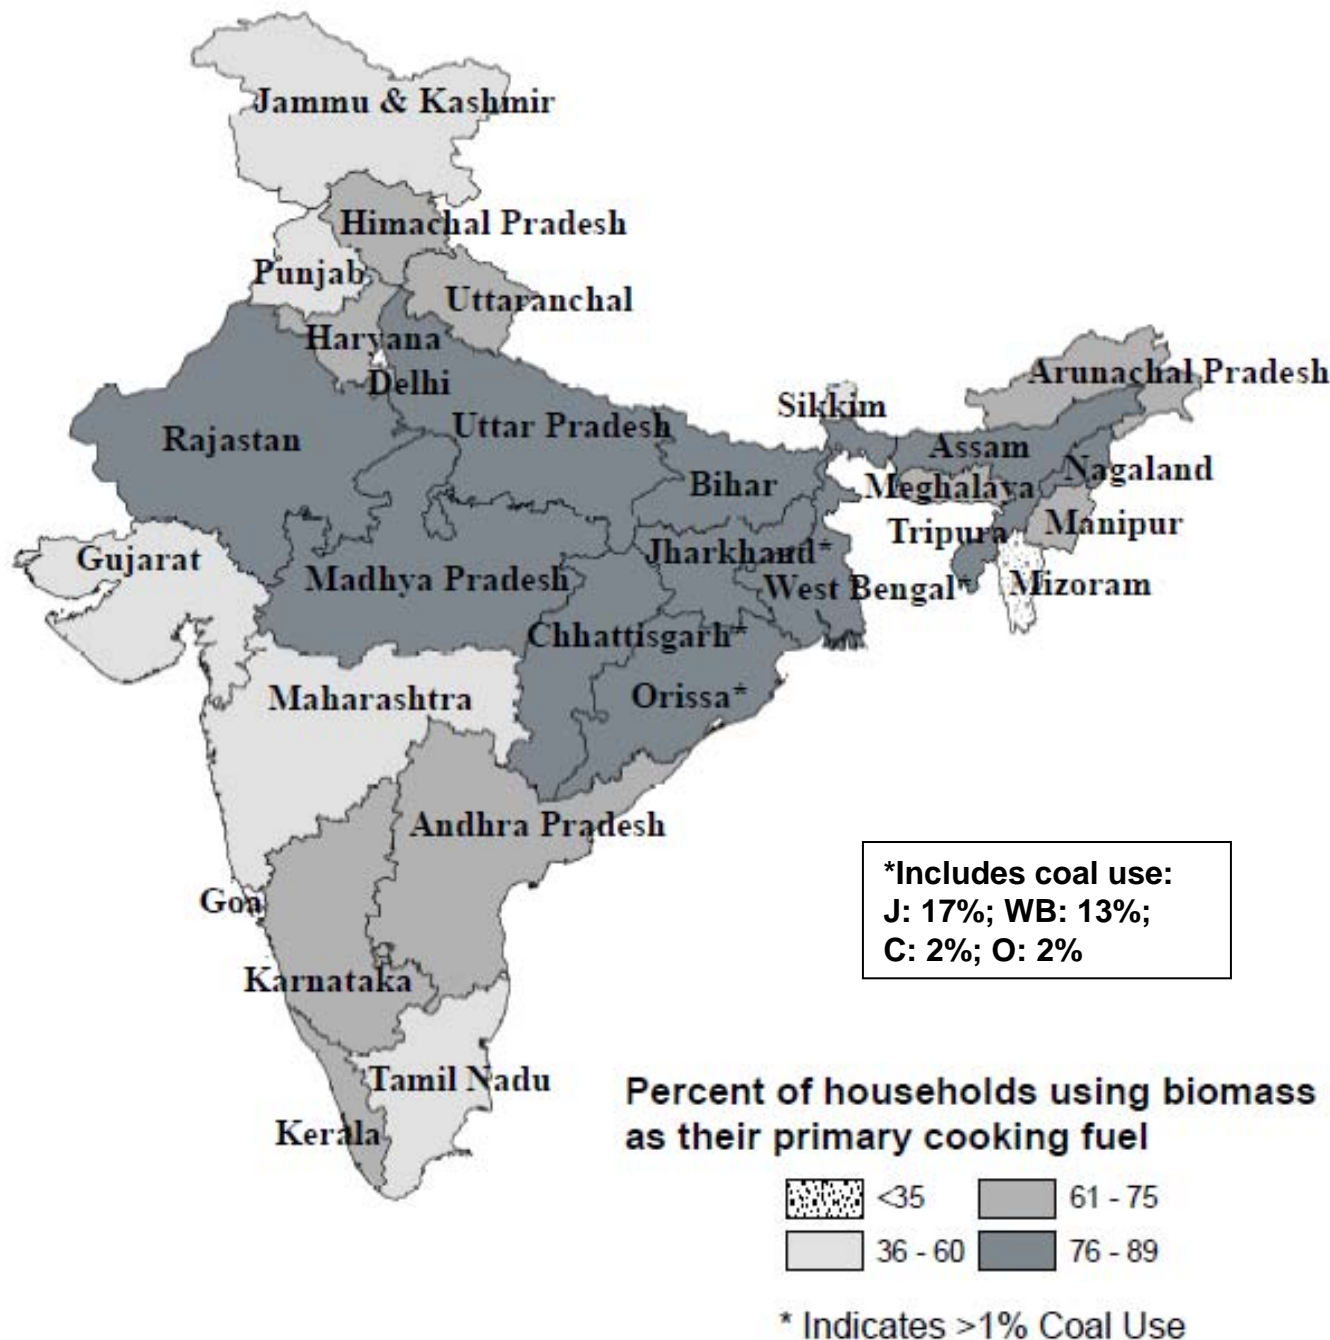 Jammu & Kashmir
Himachal Pradesh
Punjab
Uttaranchal
Haryana
Delhi
Arunachal Pradesh
Sikkim
Rajastan
Uttar Pradesh
Assam
Nagaland
Bihar
Meghalaya
Tripura
Manipur
Gujarat
Jharkhand*
Madhya Pradesh
West Bengal*
Mizoram
Chhattisgarh*
Maharashtra
Orissa*
Andhra Pradesh
Goa
Karnataka
Tamil Nadu
Kerala
*Includes coal use:
J: 17%; WB: 13%;
C: 2%; O: 2%
Percent of households using biomass
as their primary cooking fuel
<35
61 - 75
36 - 60
76 - 89
* Indicates >1% Coal Use